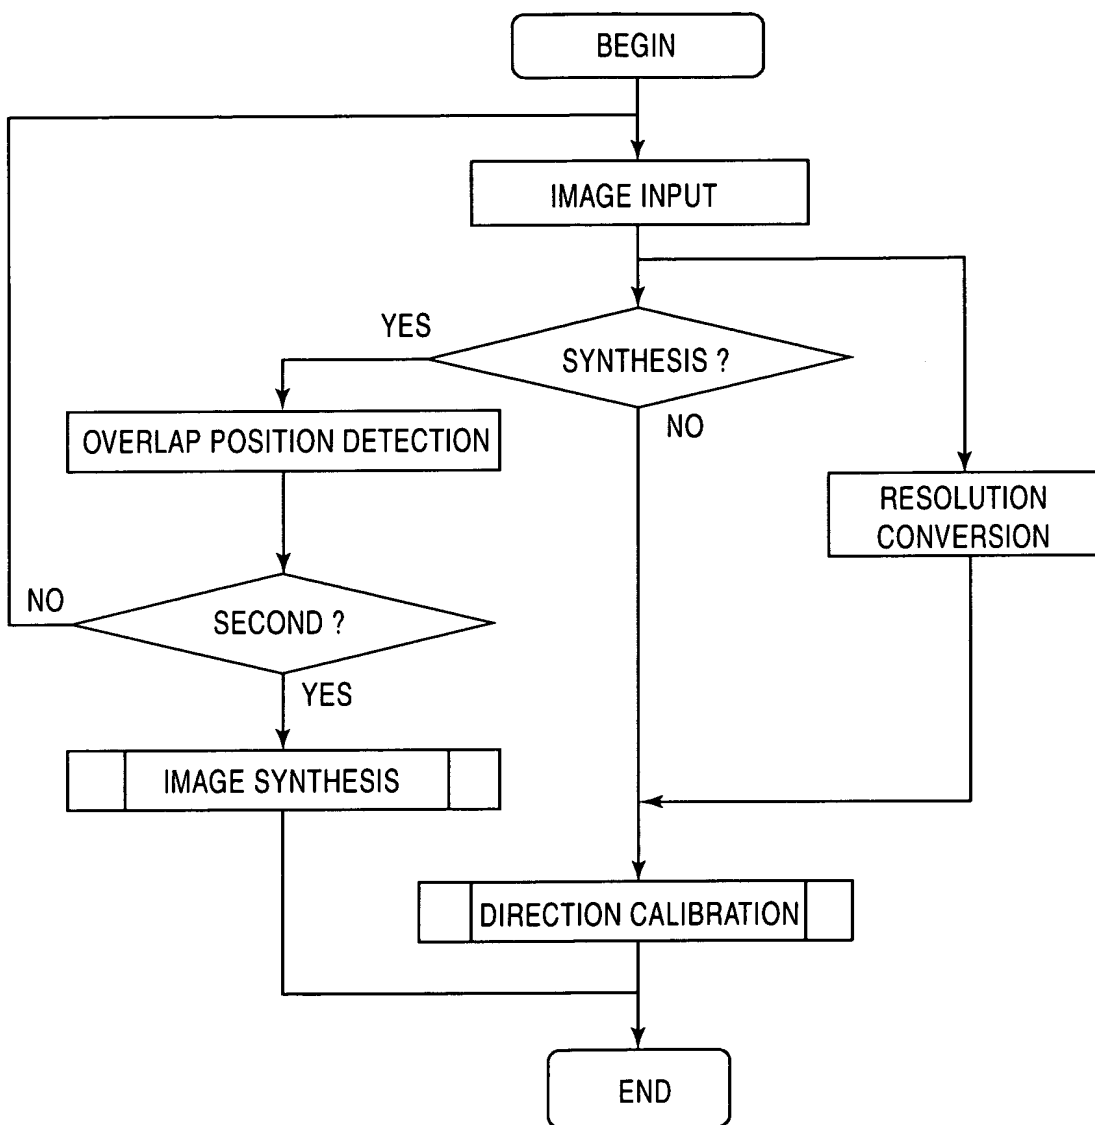 BEGIN
IMAGE INPUT
YES
SYNTHESIS ?
NO
OVERLAP POSITION DETECTION
RESOLUTION
CONVERSION
NO
SECOND ?
YES
IMAGE SYNTHESIS
DIRECTION CALIBRATION
END